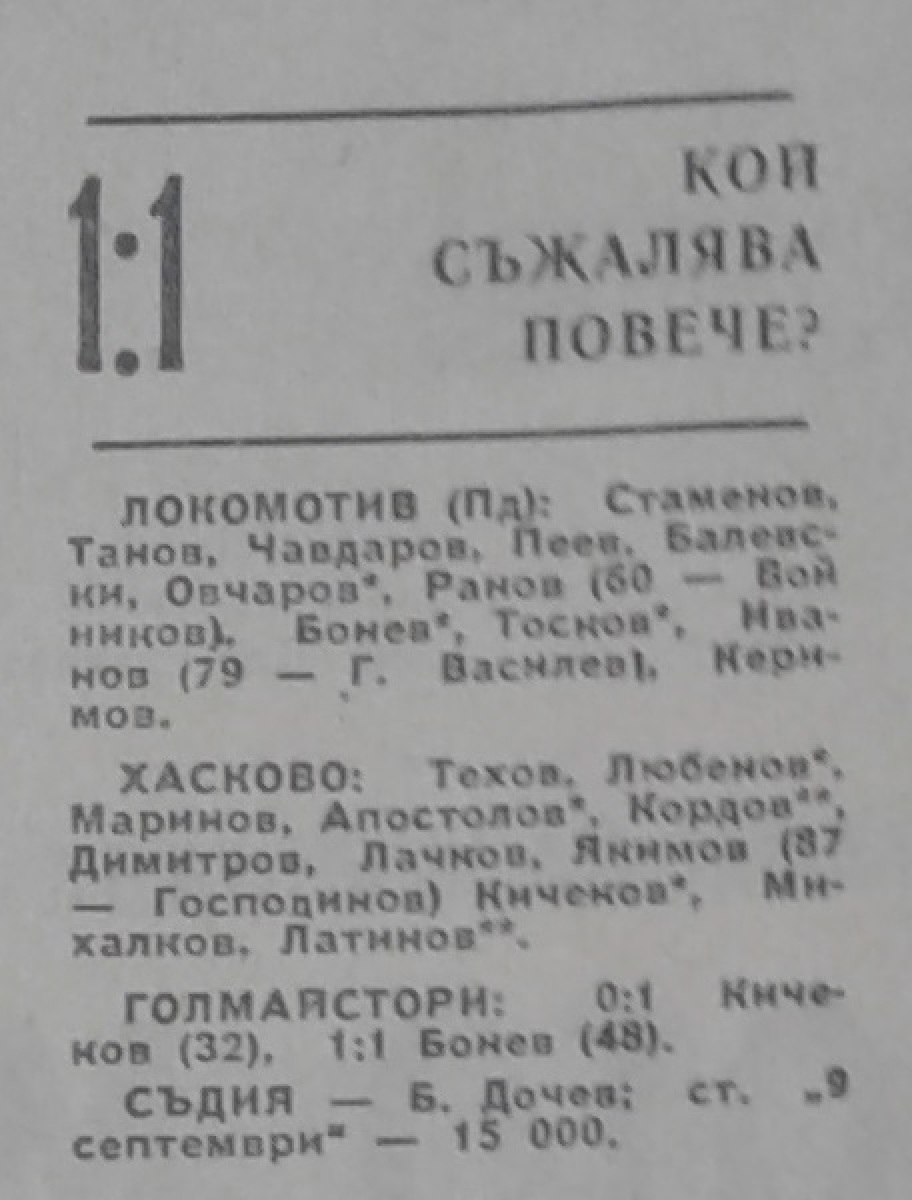 1:1
КОЙ
СЪЖАЛЯВА
ПОВЕЧЕ?
ЛОКОМОТИВ (Пд): Стаменов,
Танов, Чавдаров, Пеев, Балевс-
ки, Овчаров*, Ранов (60 — Вой
ников), Бонев*, Тосков*, Ива-
нов (79 — Г. Василев), Кери-
мов.
ХАСКОВО: Техов, Любенов*,
Маринов, Апостолов*, Кордов**,
Димитров, Лачков, Якимов (87
— Господинов) Кичеков*, Ми-
халков, Латинов**.
ГОЛМАЙСТОРИ: 0:1 Киче-
ков (32), 1:1 Бонев (48).
СЪДИЯ — Б. Дочев; ст. „9
септември" — 15 000.